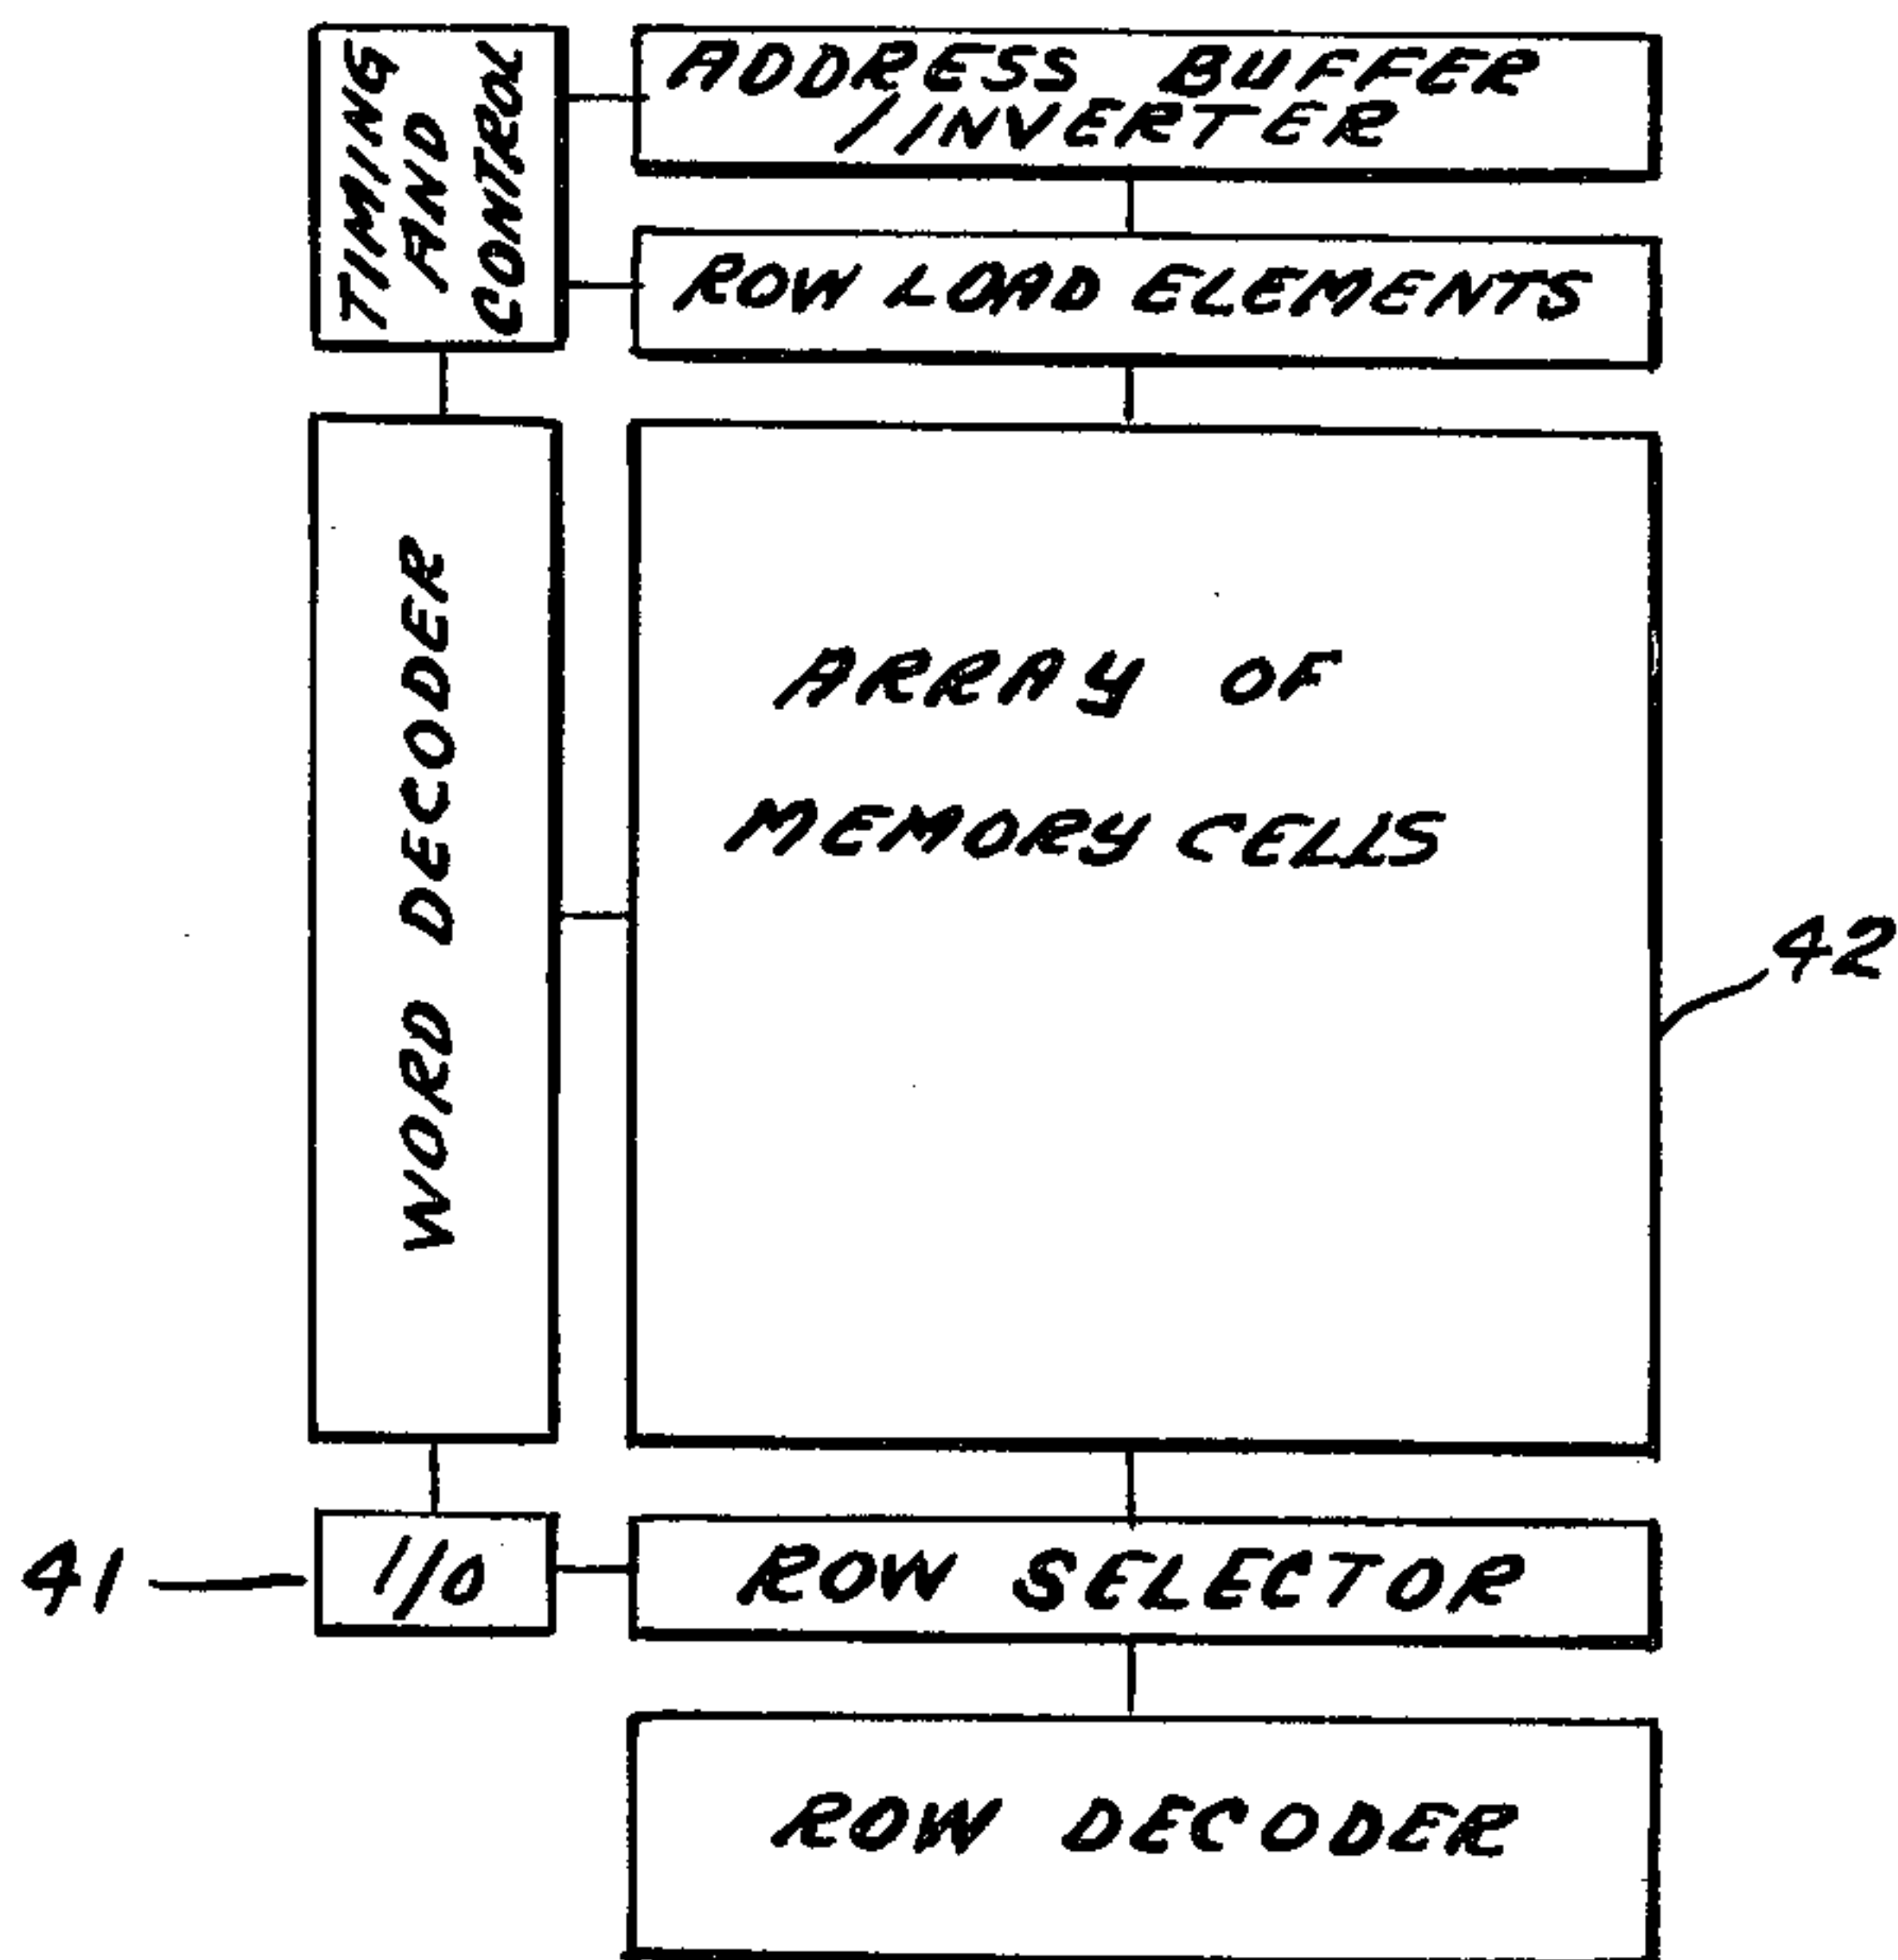 TIMING
AND
CONTROL
ADDRESS BUFFER
/INVERTER
ROW LOAD ELEMENTS
WORD DECODER
ARRAY OF
MEMORY CELLS
42
41
I/O
ROW SELECTOR
ROW DECODER